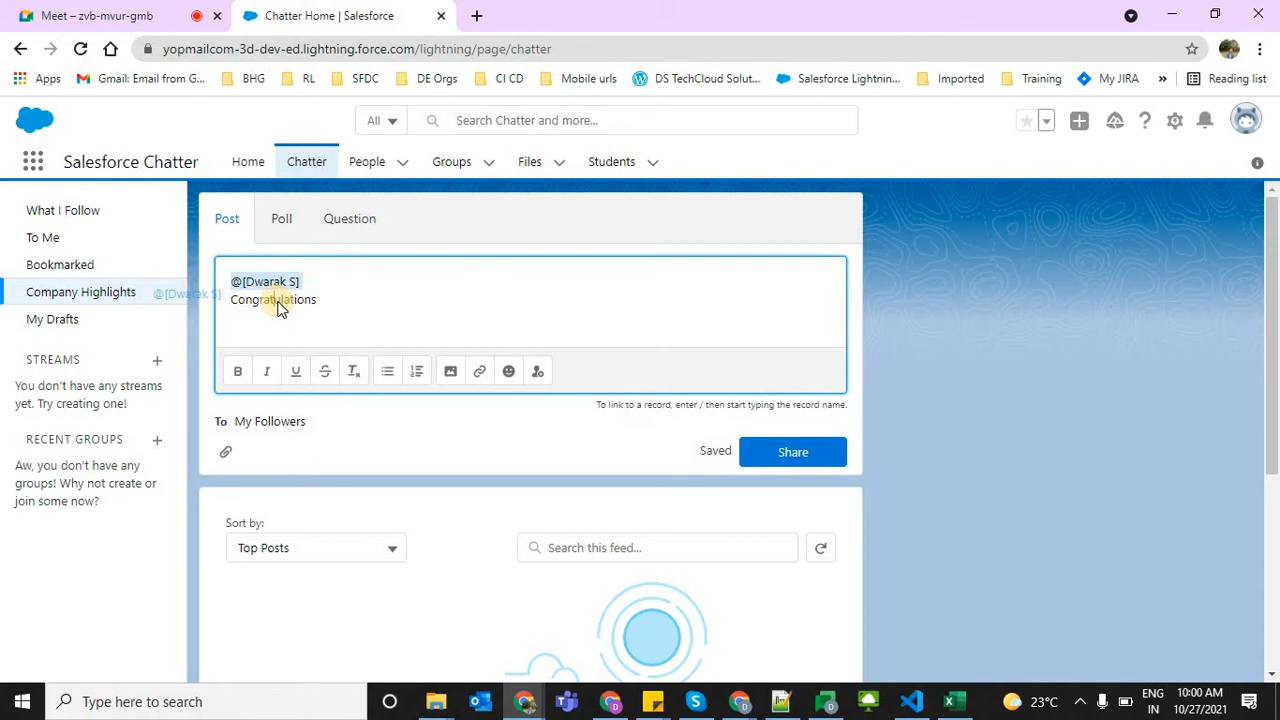 Meet – zvb-mvur-gmb
Chatter Home | Salesforce
yopmailcom-3d-dev-ed.lightning.force.com/lightning/page/chatter
Apps
Gmail: Email from G...
BHG
RL
SFDC
DE Orgs
CI CD
Mobile urls
DS TechCloud Solut...
Salesforce Lightnin...
Imported
Training
My JIRA
»
Reading list
All
Search Chatter and more...
Salesforce Chatter
Home
Chatter
People
Groups
Files
Students
What I Follow
To Me
Bookmarked
Company Highlights
My Drafts
STREAMS
You don't have any streams
yet. Try creating one!
RECENT GROUPS
Aw, you don't have any
groups! Why not create or
join some now?
Post
Poll
Question
@[Dwarak S]
@[Dwarak S]
Congratulations
B I U S Tx
To link to a record, enter / then start typing the record name.
To My Followers
Saved
Share
Sort by:
Top Posts
Search this feed...
Type here to search
23°C
ENG
IN
10:00 AM
10/27/2021